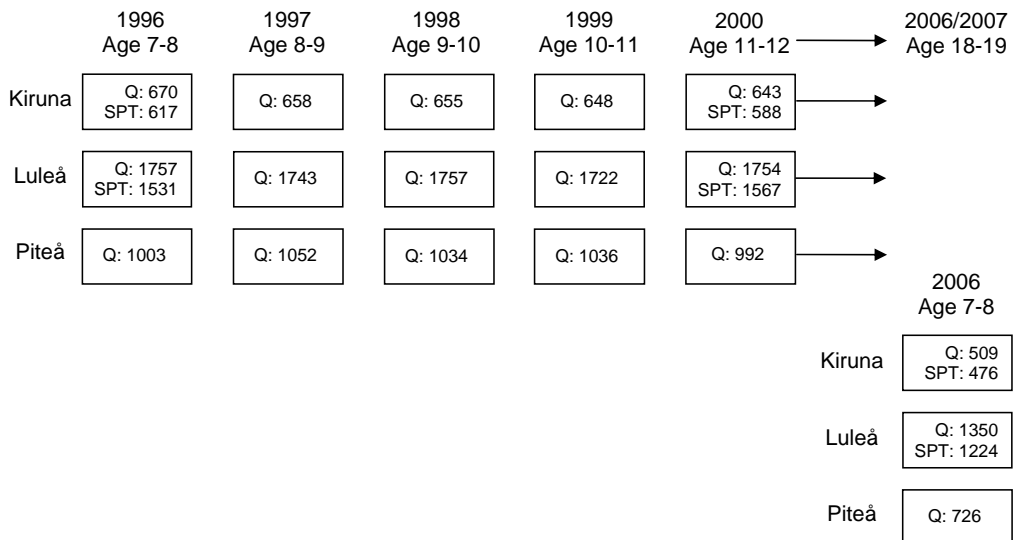 1996 1997 1998 1999 2000 2006/2007
Age 7-8 Age 8-9 Age 9-10 Age 10-11 Age 11-12 Age 18-19
Kiruna
Q: 670
SPT: 617
Q: 658
Q: 655
Q: 648
Q: 643
SPT: 588
Luleå
Q: 1757
SPT: 1531
Q: 1743
Q: 1757
Q: 1722
Q: 1754
SPT: 1567
Piteå
Q: 1003
Q: 1052
Q: 1034
Q: 1036
Q: 992
2006
Age 7-8
Kiruna
Q: 509
SPT: 476
Luleå
Q: 1350
SPT: 1224
Piteå
Q: 726